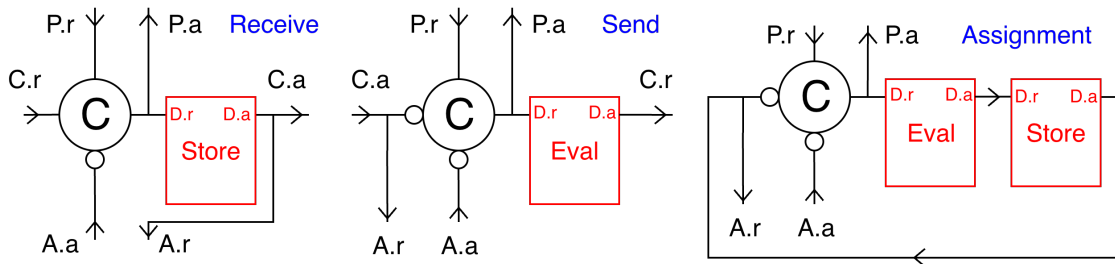 P.r P.a Receive
C.r C.a
C
D.r D.a
Store
A.a A.r
P.r P.a Send
C.a C.r
C
D.r D.a
Eval
A.r A.a
P.r P.a Assignment
C
D.r D.a D.r D.a
Eval Store
A.r A.a